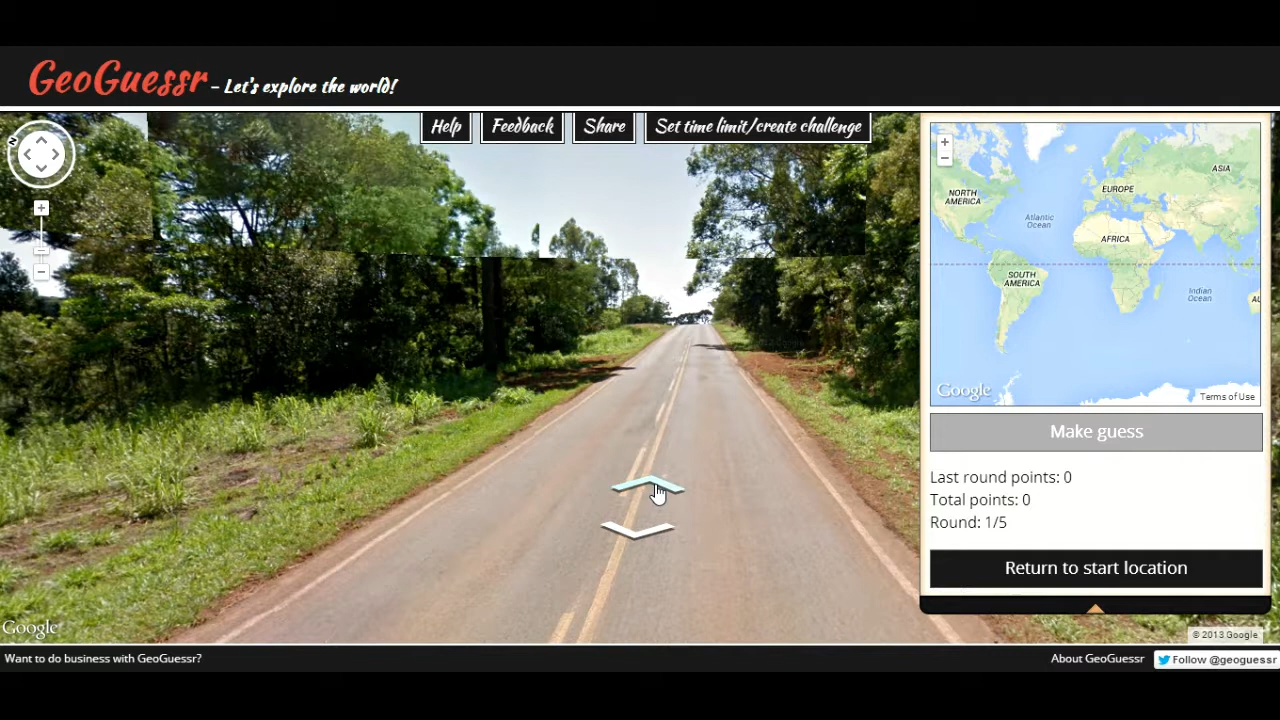 GeoGuessr - Let's explore the world!
Help
Feedback
Share
Set time limit/create challenge
N
+
−
+
−
NORTH
AMERICA
EUROPE
ASIA
Atlantic
Ocean
AFRICA
SOUTH
AMERICA
Indian
Ocean
AU
Google
Terms of Use
Make guess
Last round points: 0
Total points: 0
Round: 1/5
Return to start location
Google
© 2013 Google
Want to do business with GeoGuessr?
About GeoGuessr
Follow @geoguessr